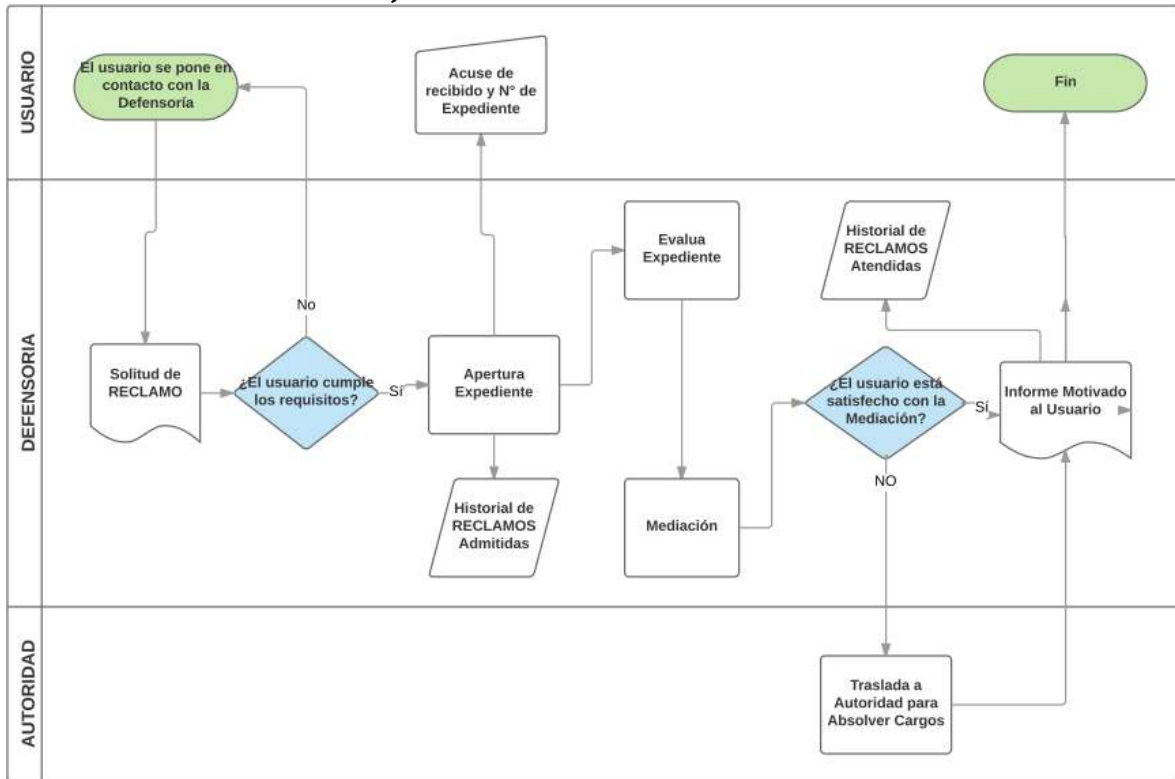 USUARIO
El usuario se pone en
contacto con la
Defensoría
Acuse de
recibido y N° de
Expediente
Fin
DEFENSORIA
No
Solitud de
RECLAMO
¿El usuario cumple
los requisitos?
Sí
Apertura
Expediente
Historial de
RECLAMOS
Admitidas
Evalua
Expediente
Mediación
Historial de
RECLAMOS
Atendidas
¿El usuario está
satisfecho con la
Mediación?
Sí
NO
Informe Motivado
al Usuario
AUTORIDAD
Traslada a
Autoridad para
Absolver Cargos